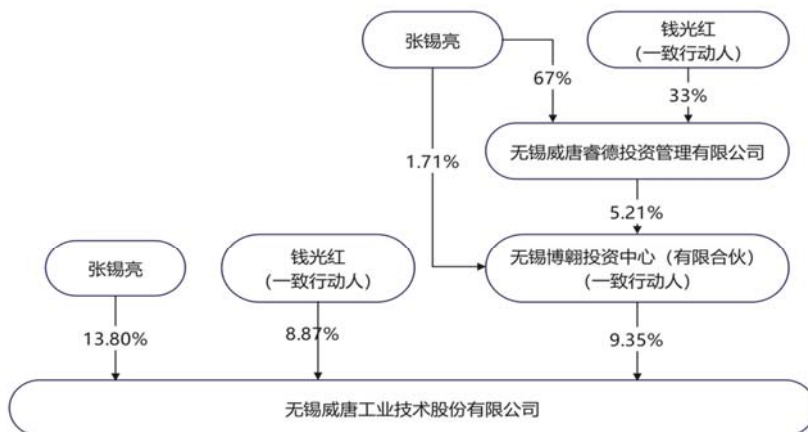 张锡亮
钱光红
（一致行动人）
67%
33%
无锡威唐睿德投资管理有限公司
1.71%
5.21%
张锡亮
钱光红
（一致行动人）
无锡博翱投资中心（有限合伙）
（一致行动人）
13.80%
8.87%
9.35%
无锡威唐工业技术股份有限公司